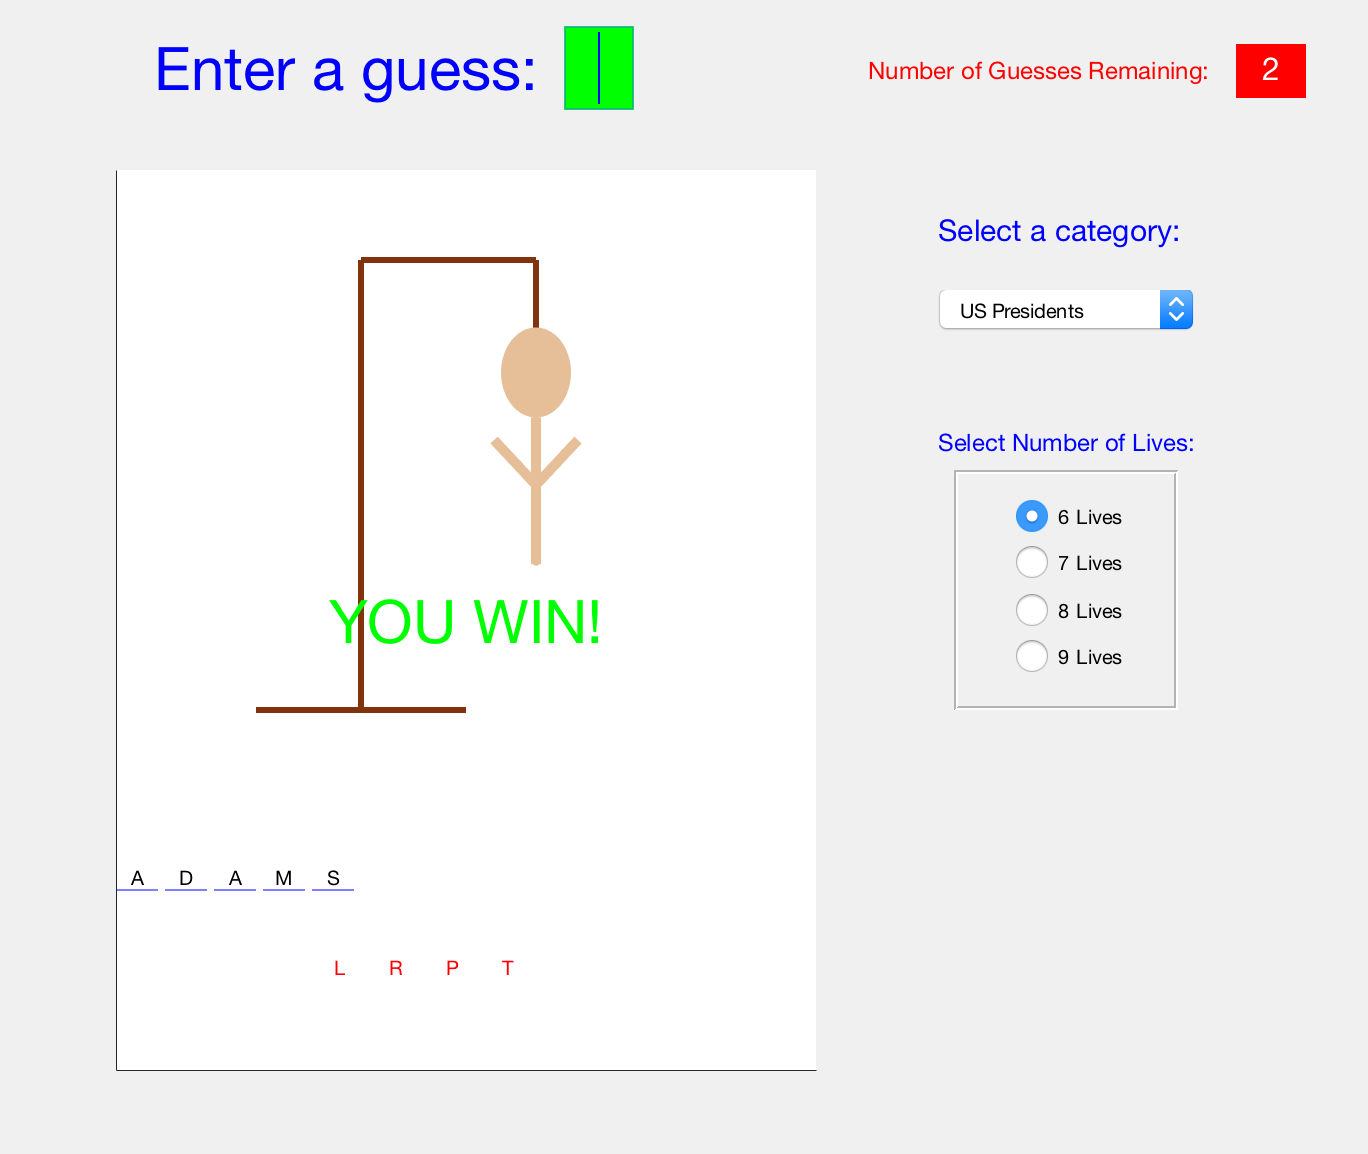 Enter a guess:
Number of Guesses Remaining: 2
Select a category:
US Presidents
Select Number of Lives:
6 Lives
7 Lives
8 Lives
9 Lives
YOU WIN!
A D A M S
L R P T